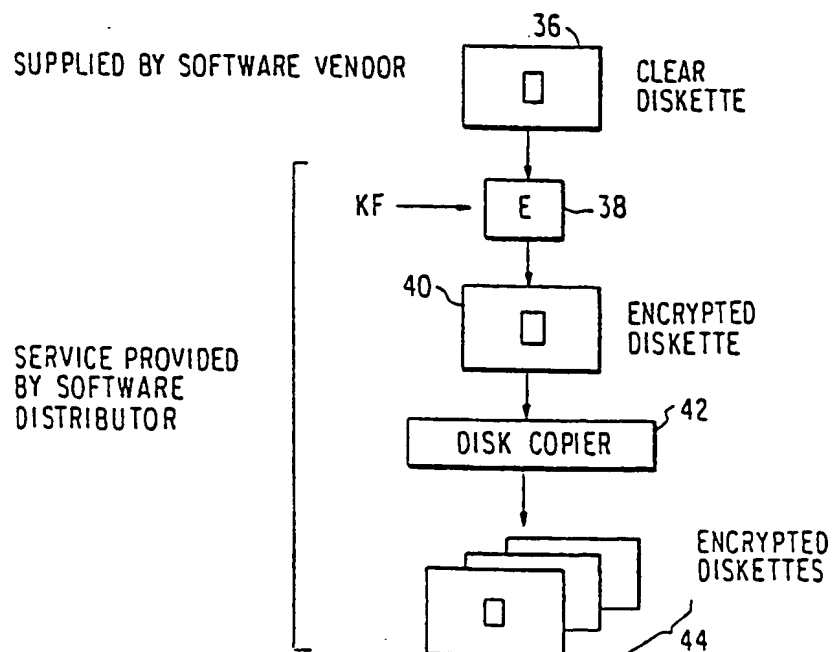 36
SUPPLIED BY SOFTWARE VENDOR
CLEAR
DISKETTE
KF
E
38
40
ENCRYPTED
DISKETTE
SERVICE PROVIDED
BY SOFTWARE
DISTRIBUTOR
42
DISK COPIER
ENCRYPTED
DISKETTES
44